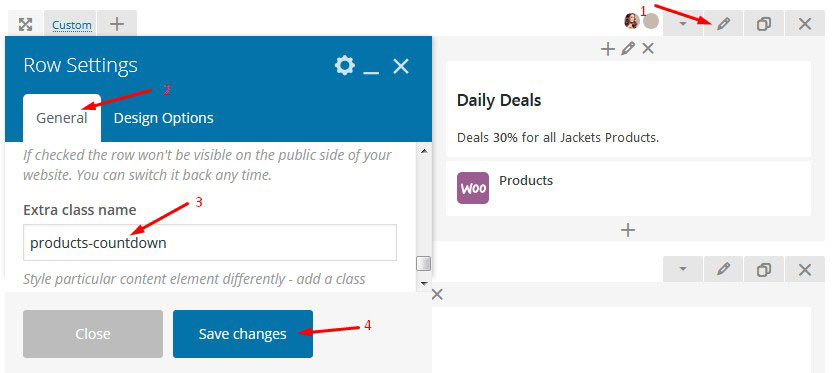 1
Custom
Row Settings
2
General
Design Options
If checked the row won't be visible on the public side of your
website. You can switch it back any time.
Extra class name
3
products-countdown
Style particular content element differently - add a class
Close
Save changes
4
Daily Deals
Deals 30% for all Jackets Products.
Woo
Products